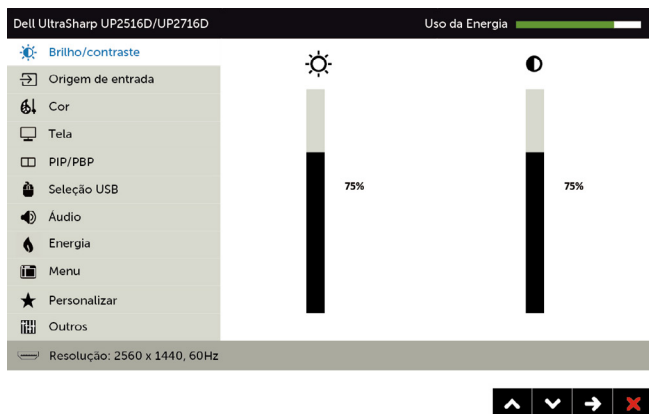 Dell UltraSharp UP2516D/UP2716D
Uso da Energia
Brilho/contraste
Origem de entrada
Cor
Tela
PIP/PBP
Seleção USB
Áudio
Energia
Menu
Personalizar
Outros
75%
75%
Resolução: 2560 x 1440, 60Hz